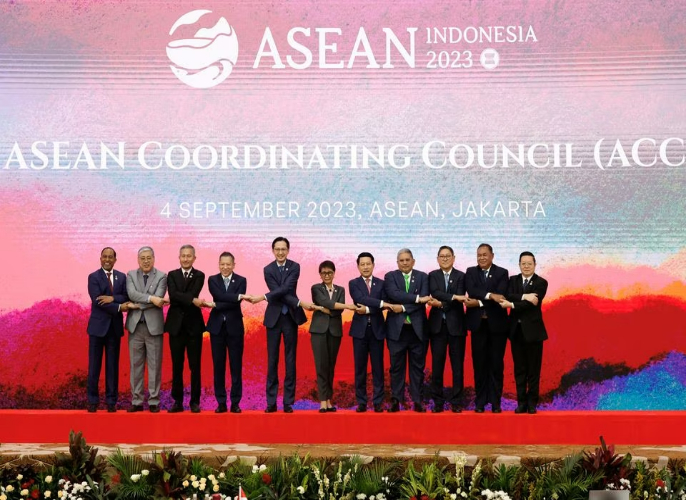 ASEAN
INDONESIA
2023
ASEAN COORDINATING COUNCIL (ACC
4 SEPTEMBER 2023, ASEAN, JAKARTA